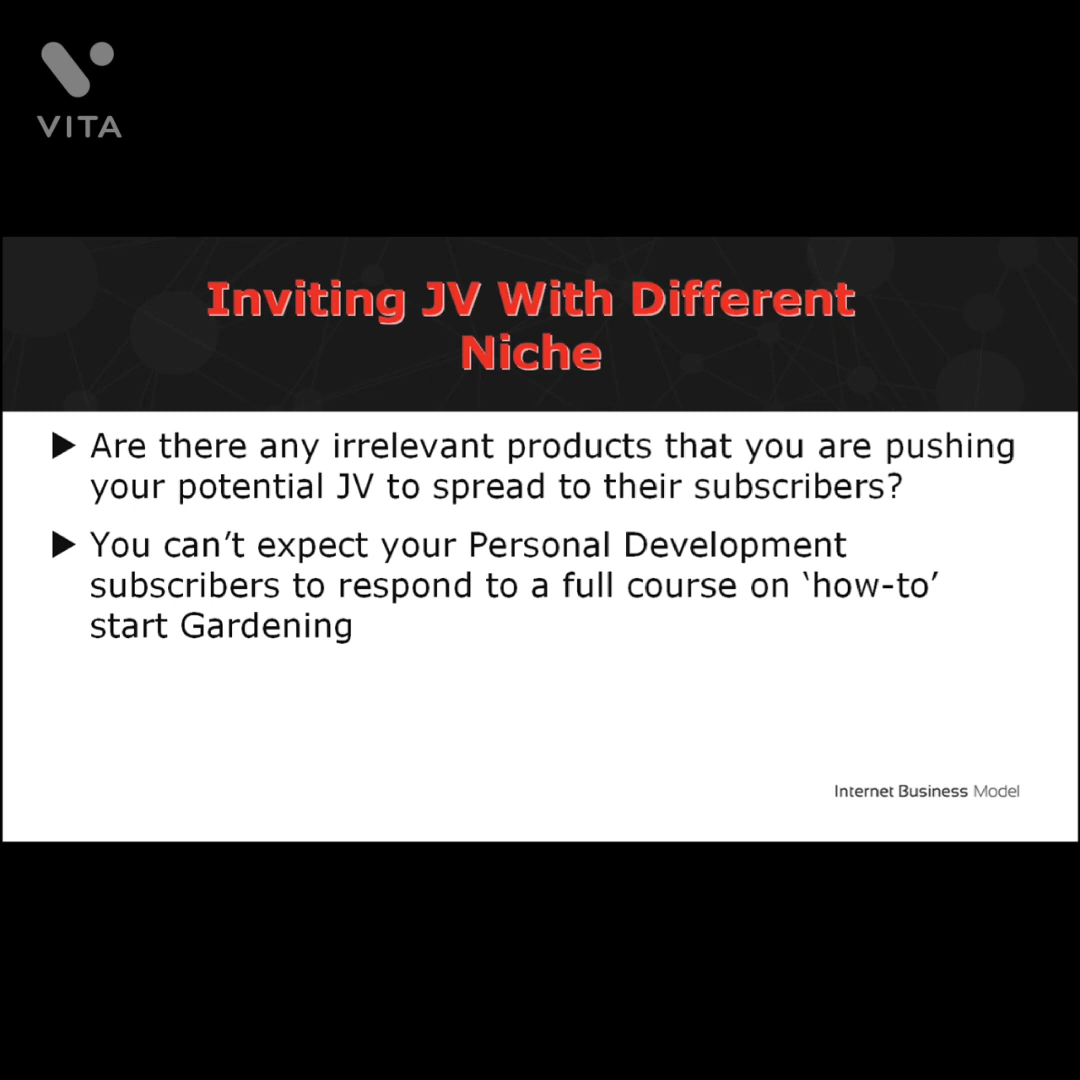 VITA
Inviting JV With Different
Niche
Are there any irrelevant products that you are pushing
your potential JV to spread to their subscribers?
You can’t expect your Personal Development
subscribers to respond to a full course on ‘how-to’
start Gardening
Internet Business Model